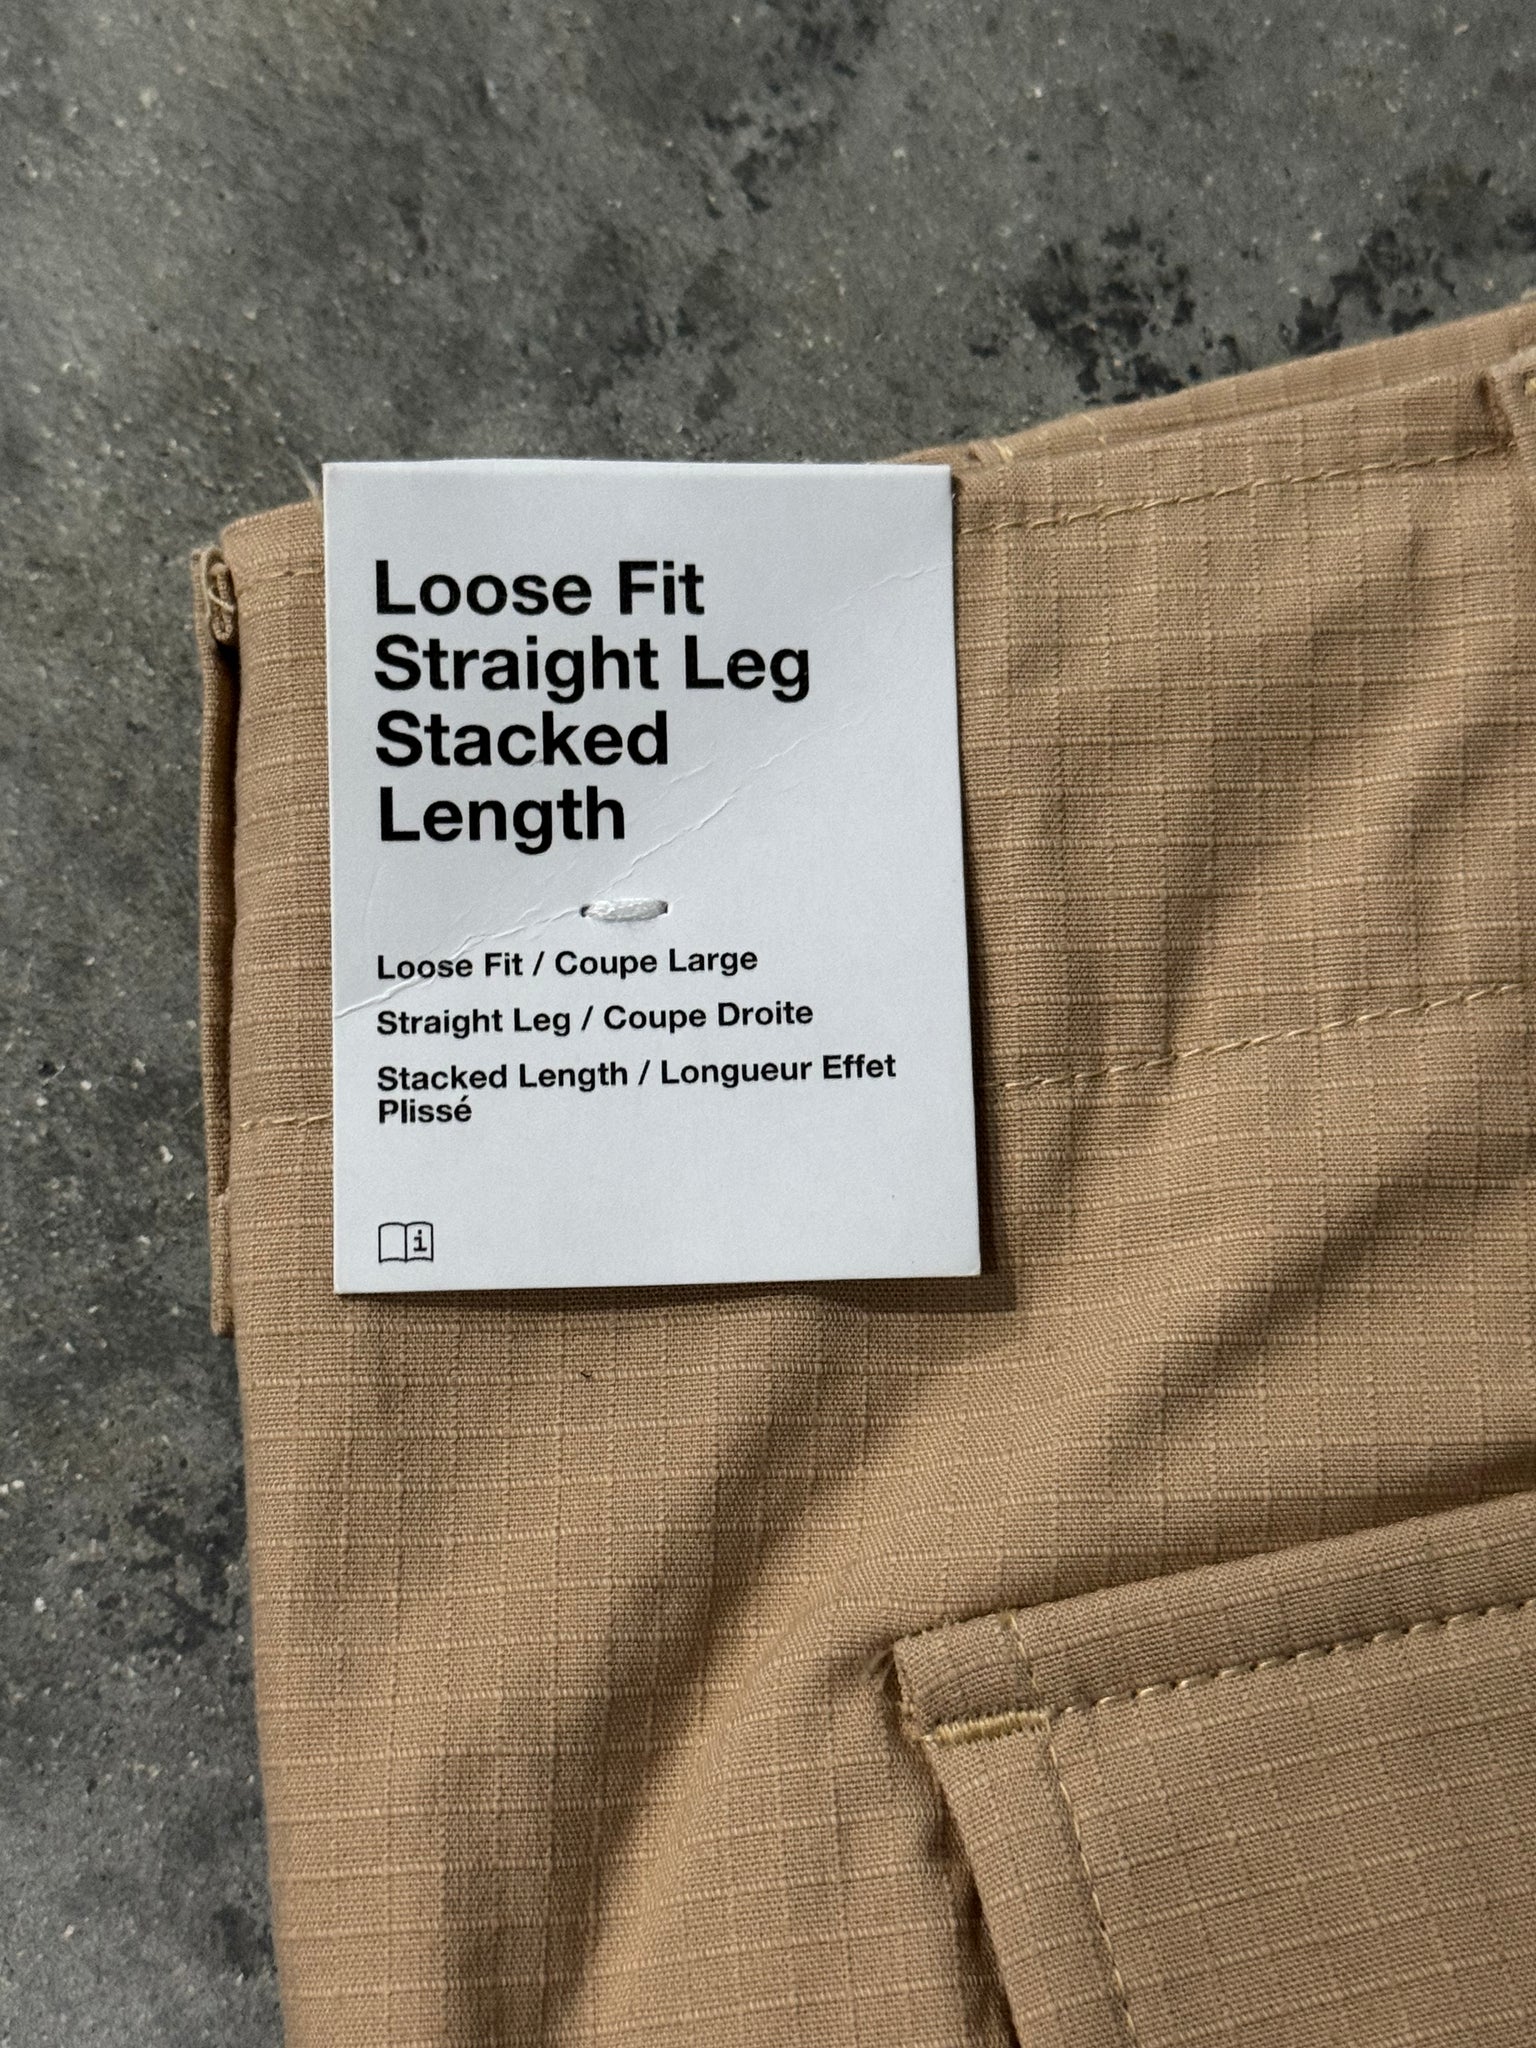 Loose Fit
Straight Leg
Stacked
Length
Loose Fit / Coupe Large
Straight Leg / Coupe Droite
Stacked Length / Longueur Effet
Plissé
i